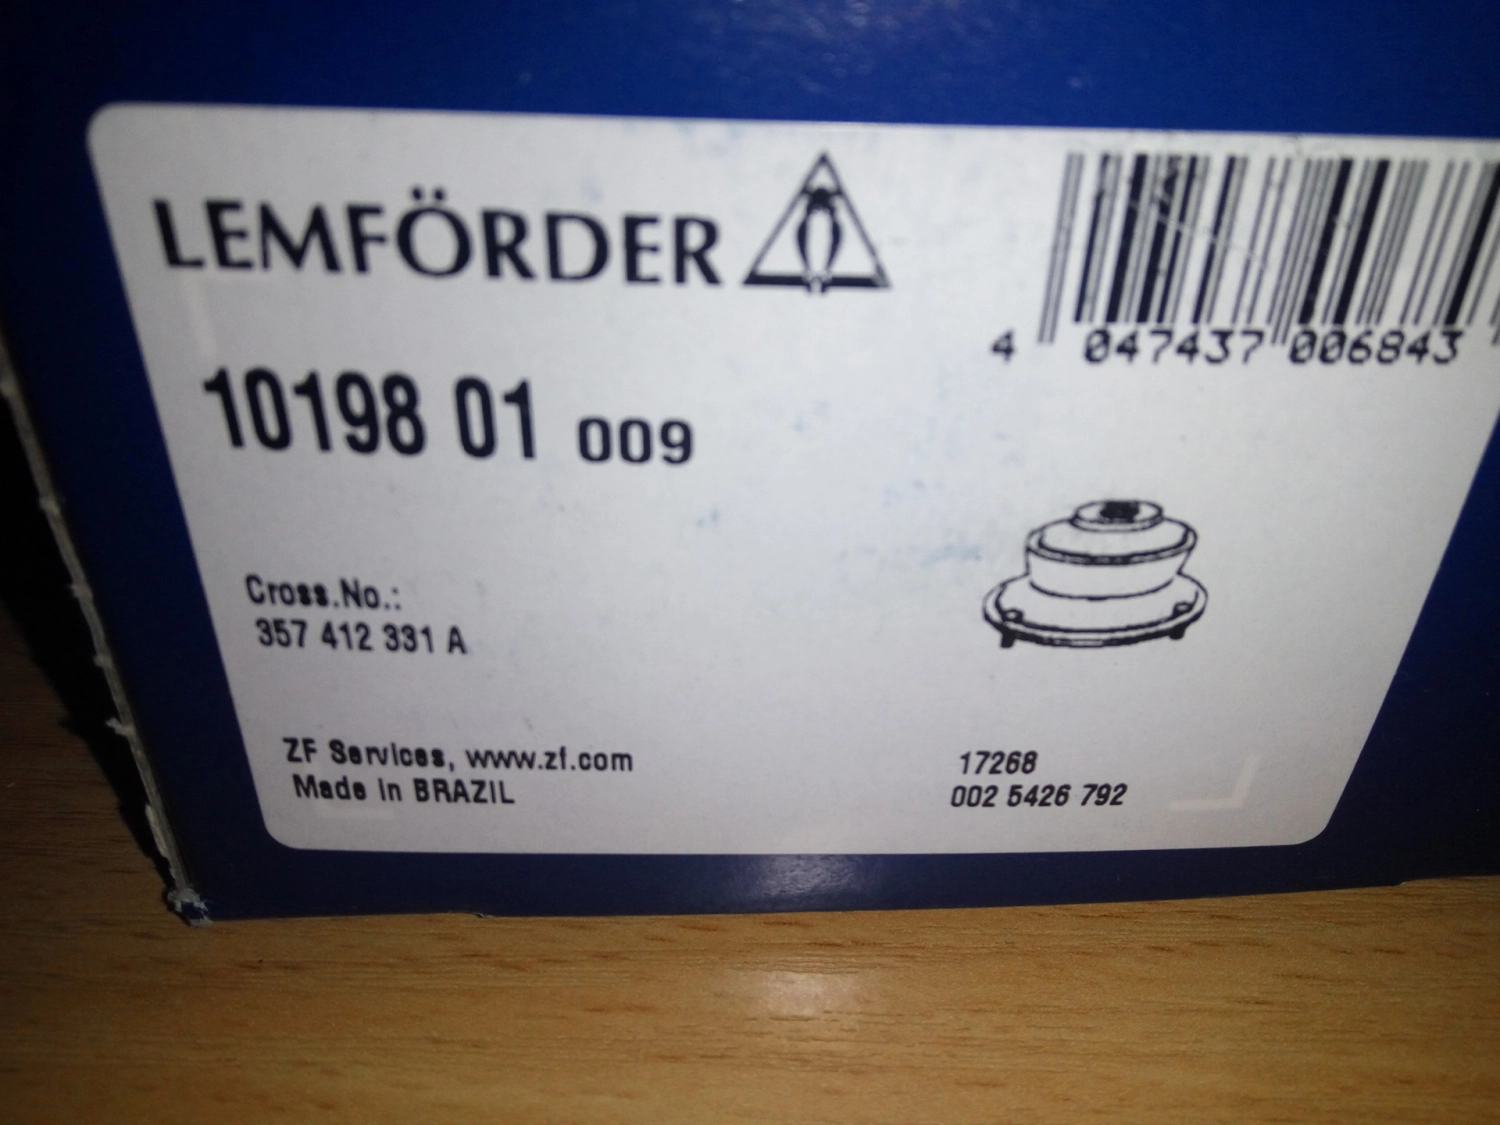 LEMFÖRDER
4 047437 006843
10198 01 009
Cross.No.:
357 412 331 A
ZF Services, www.zf.com
Made in BRAZIL
17268
002 5426 792